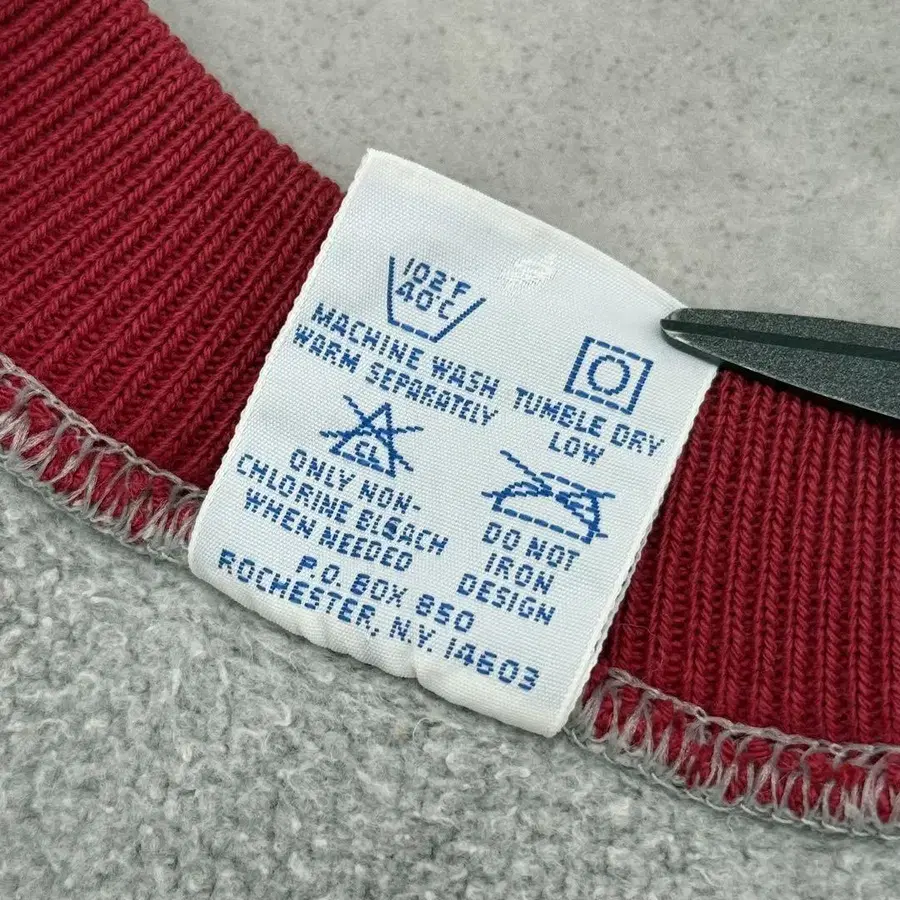 102°F
40°C
MACHINE WASH
WARM SEPARATELY
TUMBLE DRY
LOW
CL
ONLY NON-
CHLORINE BLEACH
WHEN NEEDED
DO NOT
IRON
DESIGN
P.O. BOX 850
ROCHESTER, N.Y. 14603